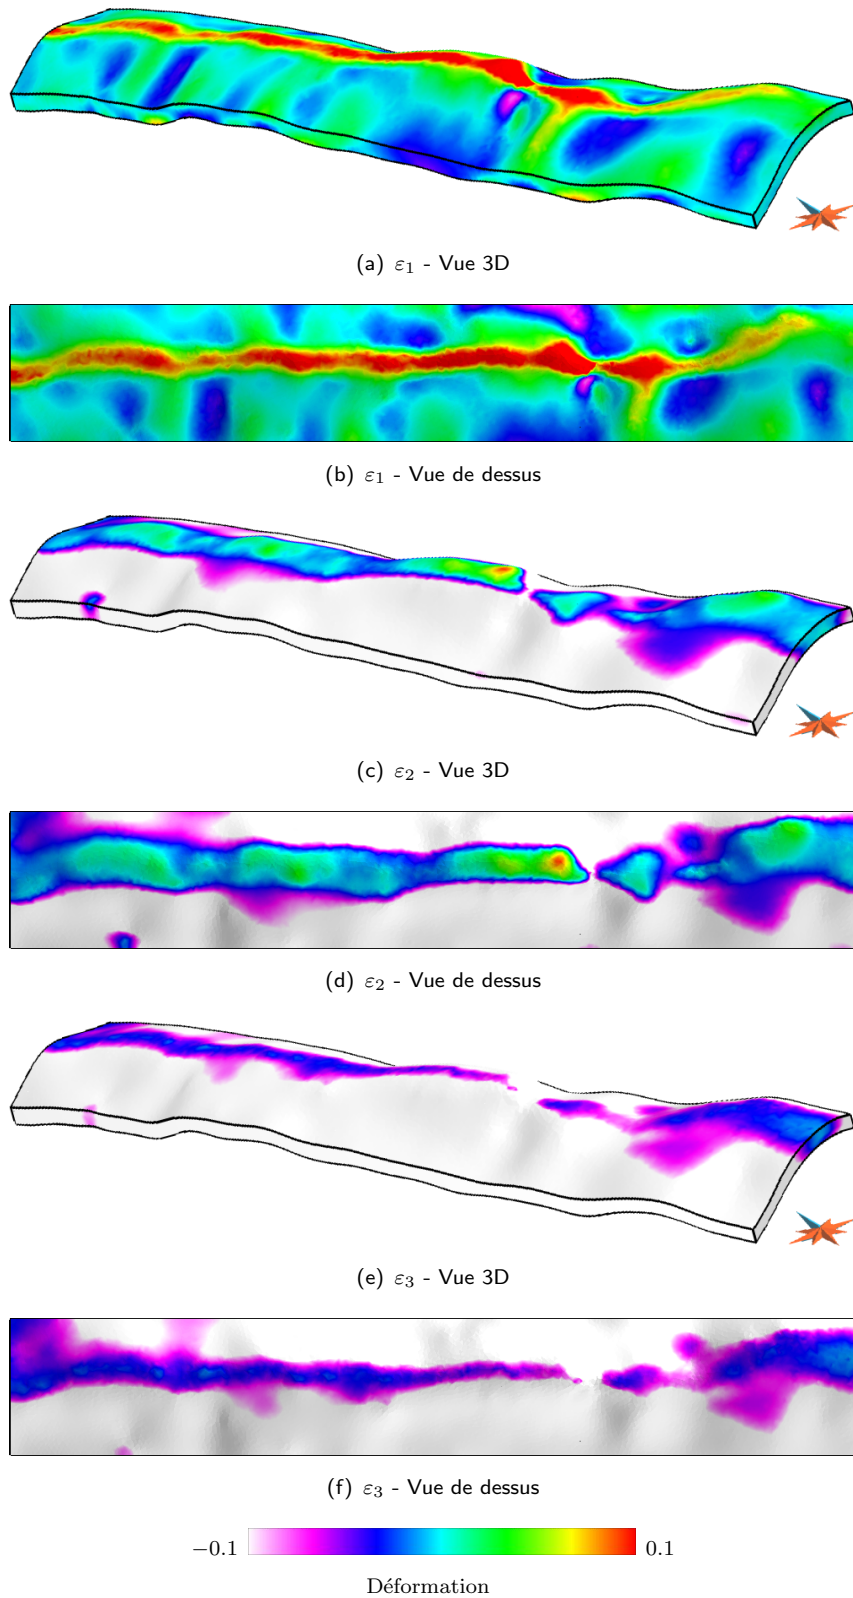 (a) ε₁ - Vue 3D
(b) ε₁ - Vue de dessus
(c) ε₂ - Vue 3D
(d) ε₂ - Vue de dessus
(e) ε₃ - Vue 3D
(f) ε₃ - Vue de dessus
−0.1 0.1
Déformation